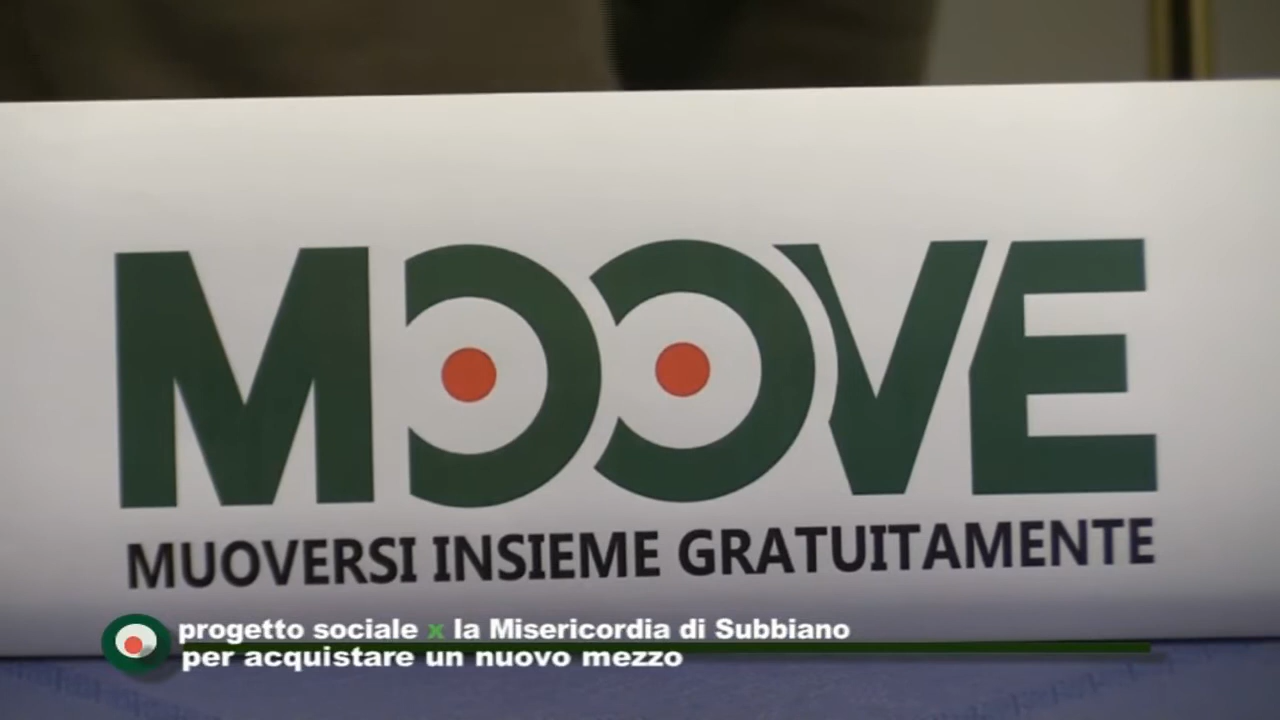 MOOVE
MUOVERSI INSIEME GRATUITAMENTE
progetto sociale x la Misericordia di Subbiano
per acquistare un nuovo mezzo